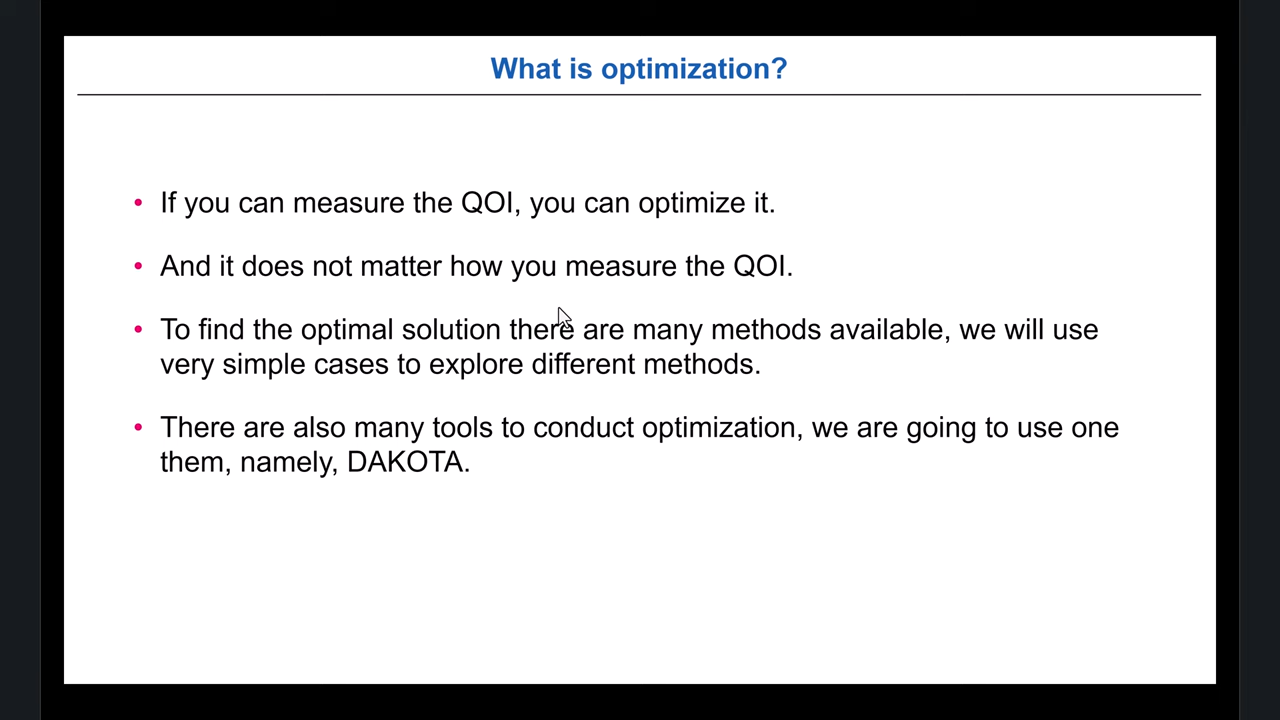 What is optimization?
• If you can measure the QOI, you can optimize it.
• And it does not matter how you measure the QOI.
• To find the optimal solution there are many methods available, we will use
very simple cases to explore different methods.
• There are also many tools to conduct optimization, we are going to use one
them, namely, DAKOTA.